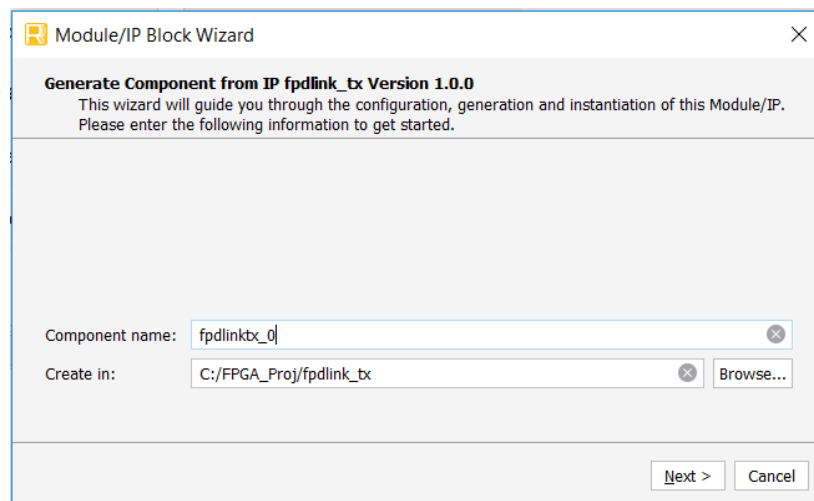 Module/IP Block Wizard
Generate Component from IP fpdlink_tx Version 1.0.0
This wizard will guide you through the configuration, generation and instantiation of this Module/IP.
Please enter the following information to get started.
Component name: fpdlinktx_0
Create in: C:/FPGA_Proj/fpdlink_tx Browse...
Next > Cancel